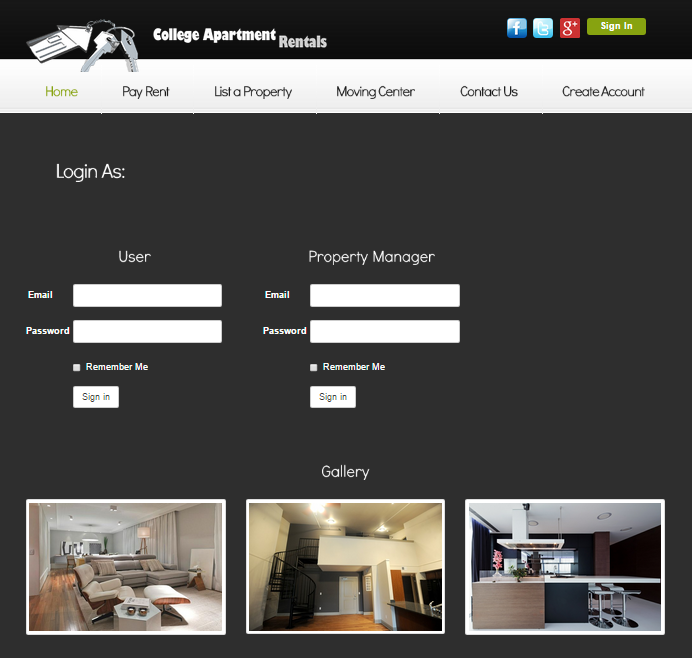 College Apartment Rentals
f t g+ Sign In
Home Pay Rent List a Property Moving Center Contact Us Create Account
Login As:
User Property Manager
Email Email
Password Password
Remember Me Remember Me
Sign in Sign in
Gallery